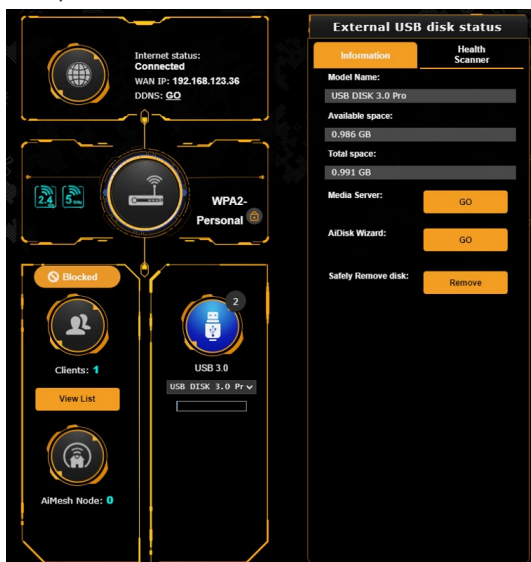 Internet status:
Connected
WAN IP: 192.168.123.36
DDNS: GO
2.4 GHz
5 GHz
WPA2-
Personal
Blocked
Clients: 1
View List
AiMesh Node: 0
2
USB 3.0
USB DISK 3.0 Pr
External USB disk status
Information
Health
Scanner
Model Name:
USB DISK 3.0 Pro
Available space:
0.986 GB
Total space:
0.991 GB
Media Server:
GO
AiDisk Wizard:
GO
Safely Remove disk:
Remove